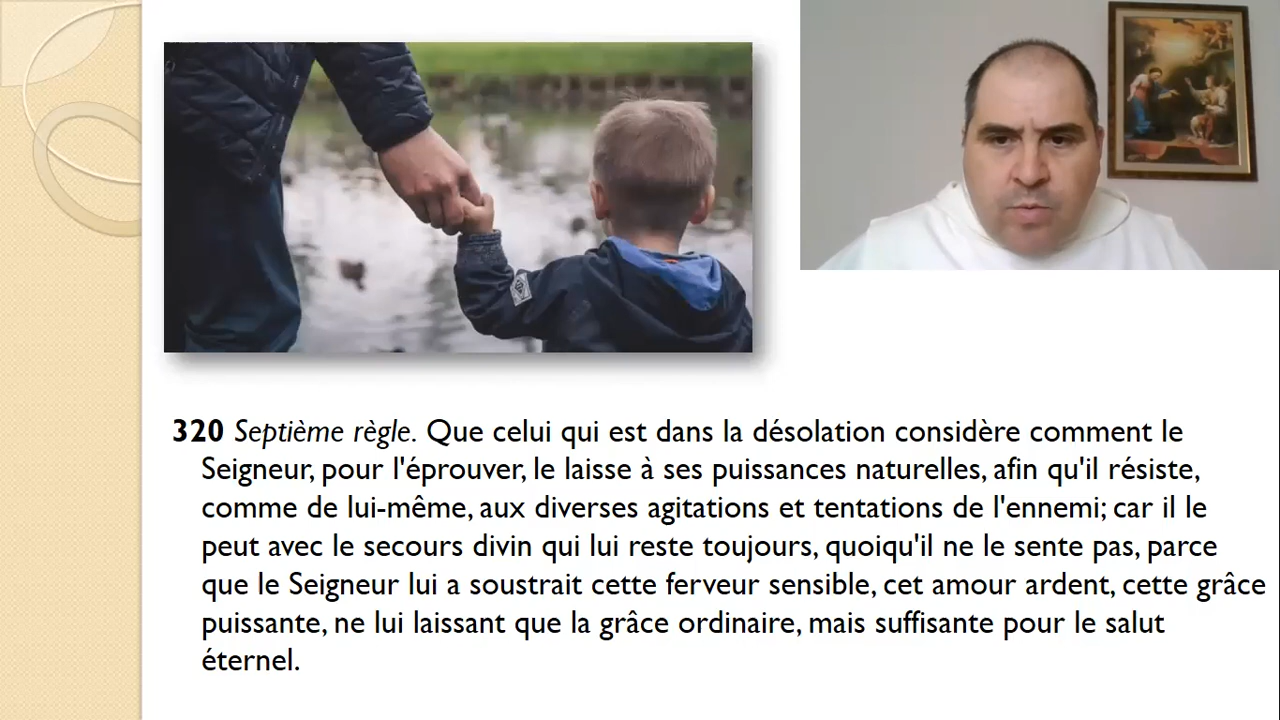 320 Septième règle. Que celui qui est dans la désolation considère comment le
Seigneur, pour l'éprouver, le laisse à ses puissances naturelles, afin qu'il résiste,
comme de lui-même, aux diverses agitations et tentations de l'ennemi; car il le
peut avec le secours divin qui lui reste toujours, quoiqu'il ne le sente pas, parce
que le Seigneur lui a soustrait cette ferveur sensible, cet amour ardent, cette grâce
puissante, ne lui laissant que la grâce ordinaire, mais suffisante pour le salut
éternel.